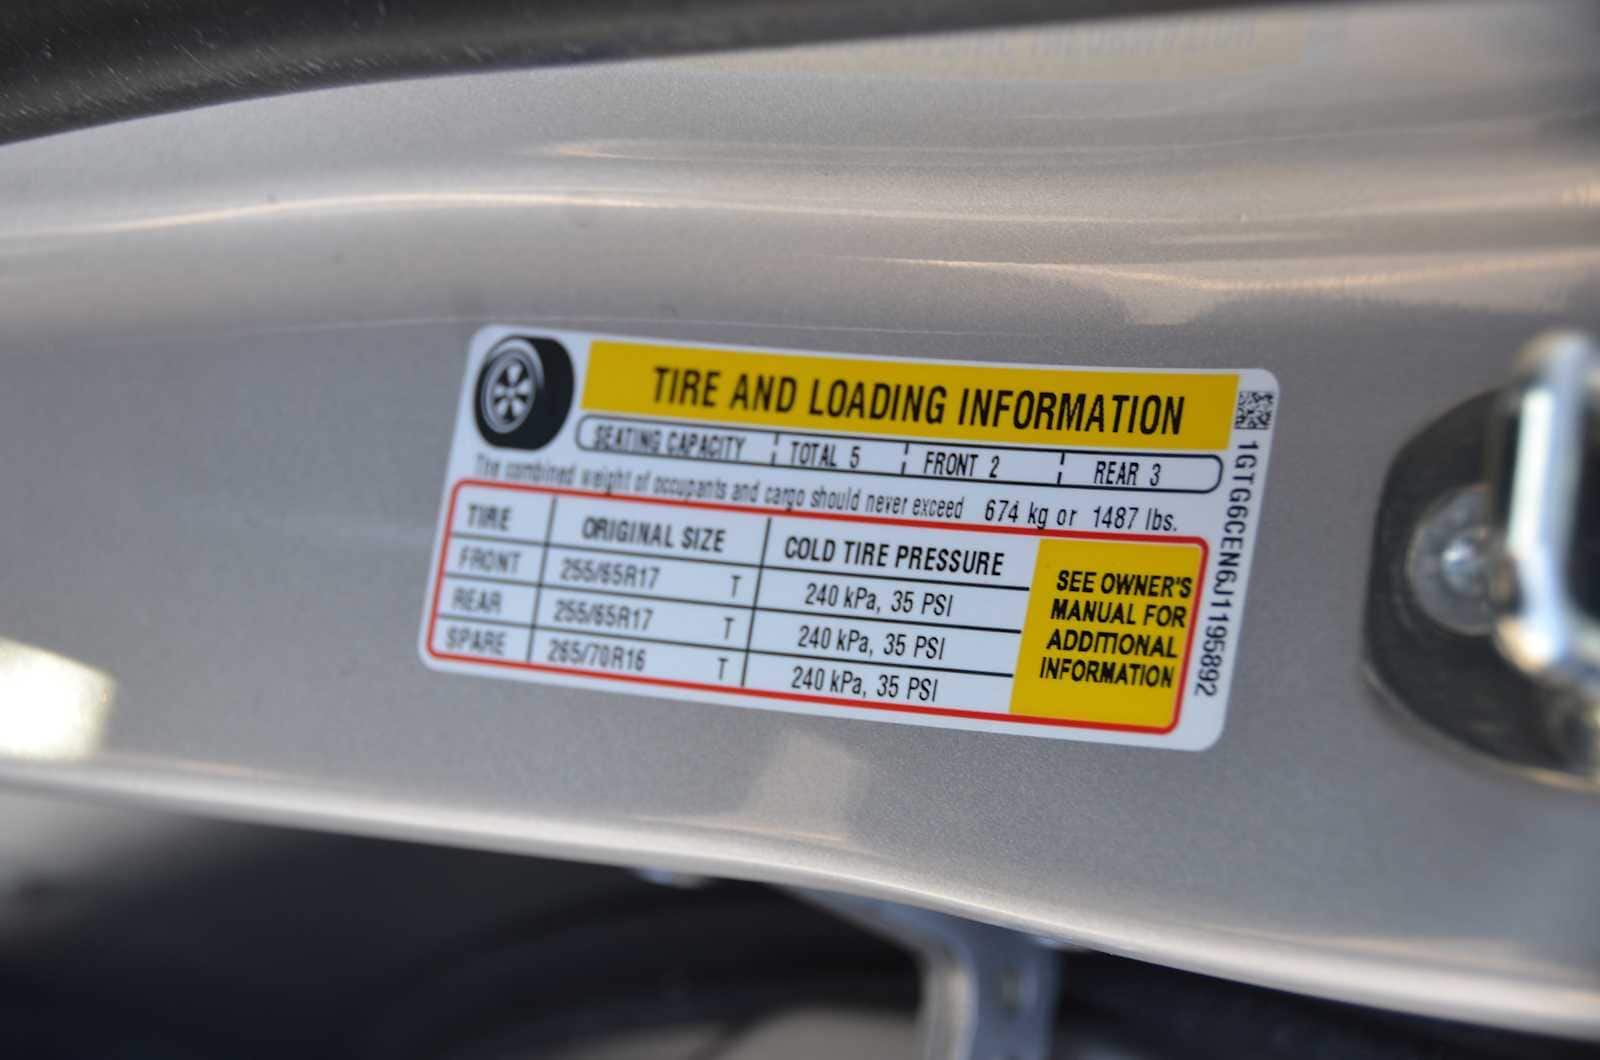 TIRE AND LOADING INFORMATION
SEATING CAPACITY TOTAL 5 FRONT 2 REAR 3
The combined weight of occupants and cargo should never exceed 674 kg or 1487 lbs.
TIRE ORIGINAL SIZE COLD TIRE PRESSURE
FRONT 255/65R17 T 240 kPa, 35 PSI
REAR 255/65R17 T 240 kPa, 35 PSI
SPARE 265/70R16 T 240 kPa, 35 PSI
SEE OWNER'S
MANUAL FOR
ADDITIONAL
INFORMATION
1GTG6CEN6J1195892